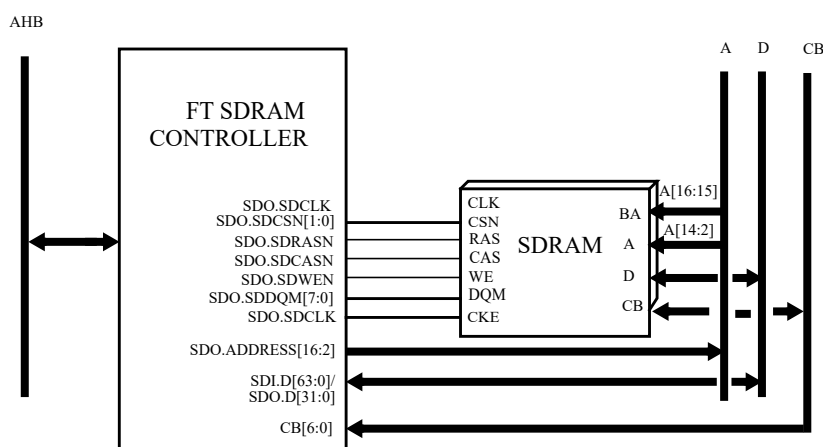 AHB
A D CB
FT SDRAM
CONTROLLER
SDO.SDCLK
SDO.SDCSN[1:0]
SDO.SDRASN
SDO.SDCASN
SDO.SDWEN
SDO.SDDQM[7:0]
SDO.SDCLK
SDO.ADDRESS[16:2]
SDI.D[63:0]/
SDO.D[31:0]
CB[6:0]
CLK
CSN
RAS
CAS
WE
DQM
CKE
SDRAM
BA
A
D
CB
A[16:15]
A[14:2]